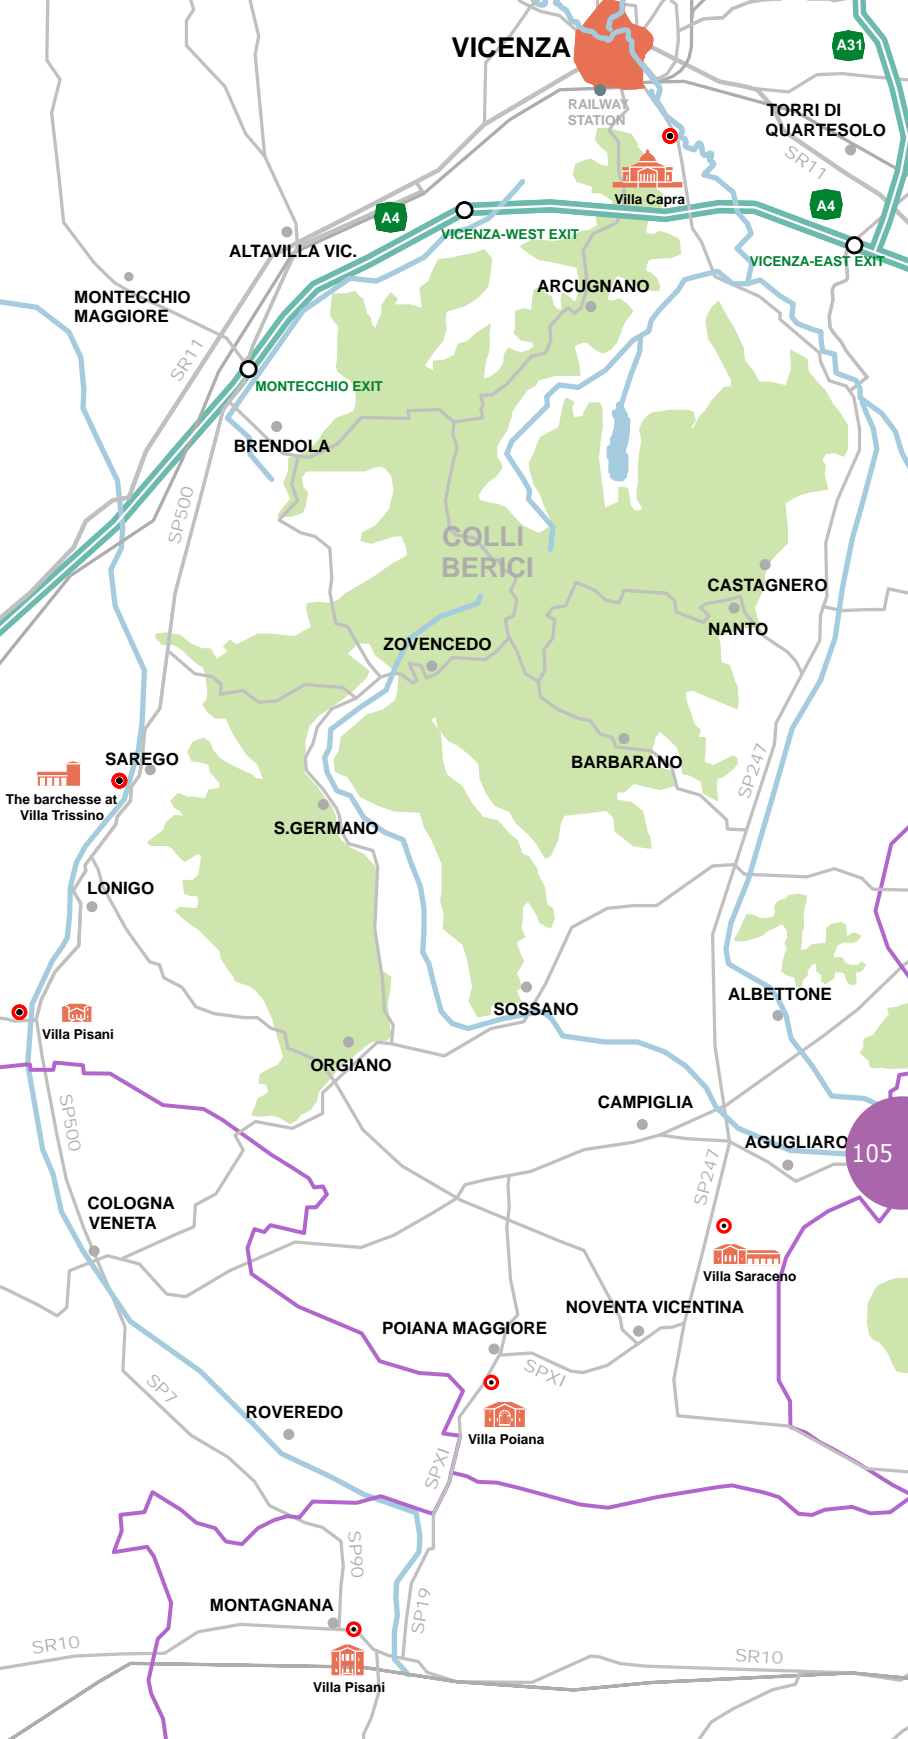 VICENZA
A31
RAILWAY
STATION
TORRI DI
QUARTESOLO
SR11
Villa Capra
A4
A4
VICENZA-WEST EXIT
ALTAVILLA VIC.
VICENZA-EAST EXIT
ARCUGNANO
MONTECCHIO
MAGGIORE
SR11
MONTECCHIO EXIT
BRENDOLA
SP500
COLLI
BERICI
CASTAGNERO
NANTO
ZOVENCEDO
BARBARANO
SP247
SAREGO
The barchesse at
Villa Trissino
S.GERMANO
LONIGO
ALBETTONE
SOSSANO
Villa Pisani
ORGIANO
CAMPIGLIA
SP500
AGUGLIARO
105
SP247
COLOGNA
VENETA
Villa Saraceno
NOVENTA VICENTINA
POIANA MAGGIORE
SPXI
SP7
ROVEREDO
Villa Poiana
SPXI
SP90
MONTAGNANA
SP19
SR10
SR10
Villa Pisani